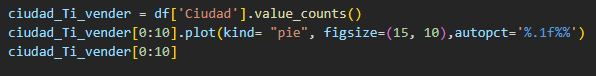 ciudad_Ti_vender = df['Ciudad'].value_counts()
ciudad_Ti_vender[0:10].plot(kind= "pie", figsize=(15, 10),autopct='%.1f%%')
ciudad_Ti_vender[0:10]